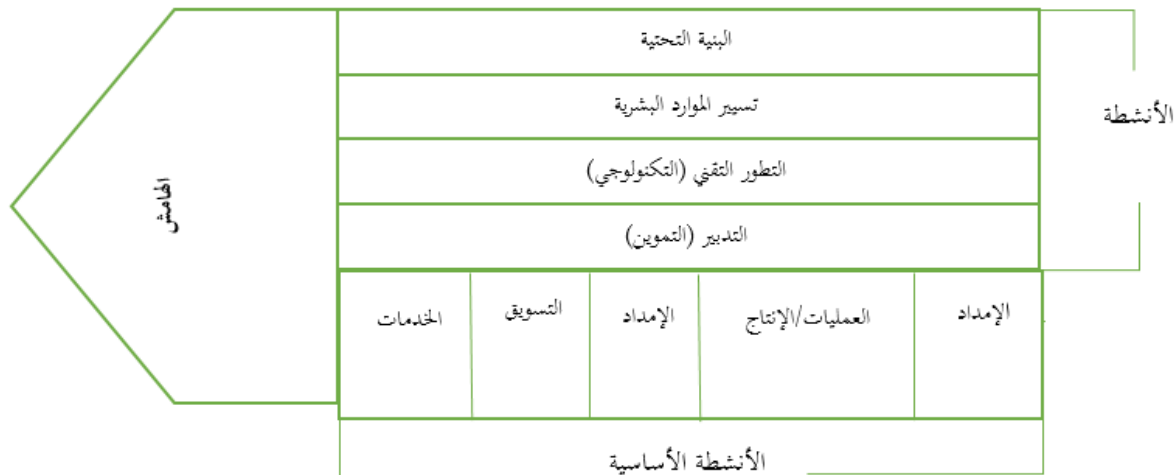 البنية التحتية
تسيير الموارد البشرية
الأنشطة
التطور التقني (التكنولوجي)
التدبير (التموين)
الهامش
الإمداد
العمليات/الإنتاج
الإمداد
التسويق
الخدمات
الأنشطة الأساسية